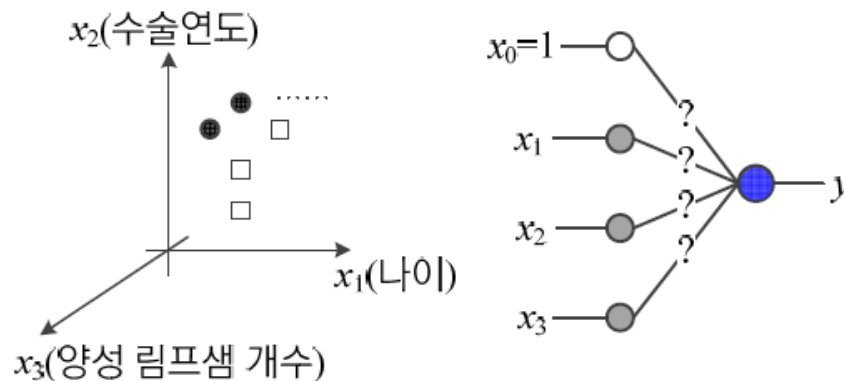 x₂(수술연도)
x₁(나이)
x₃(양성 림프샘 개수)
x₀=1
?
x₁
?
?
y
x₂
?
x₃